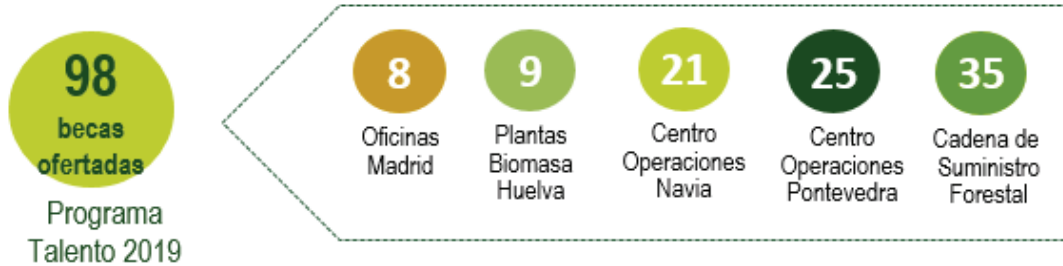 98
becas
ofertadas
Programa
Talento 2019
8
Oficinas
Madrid
9
Plantas
Biomasa
Huelva
21
Centro
Operaciones
Navia
25
Centro
Operaciones
Pontevedra
35
Cadena de
Suministro
Forestal